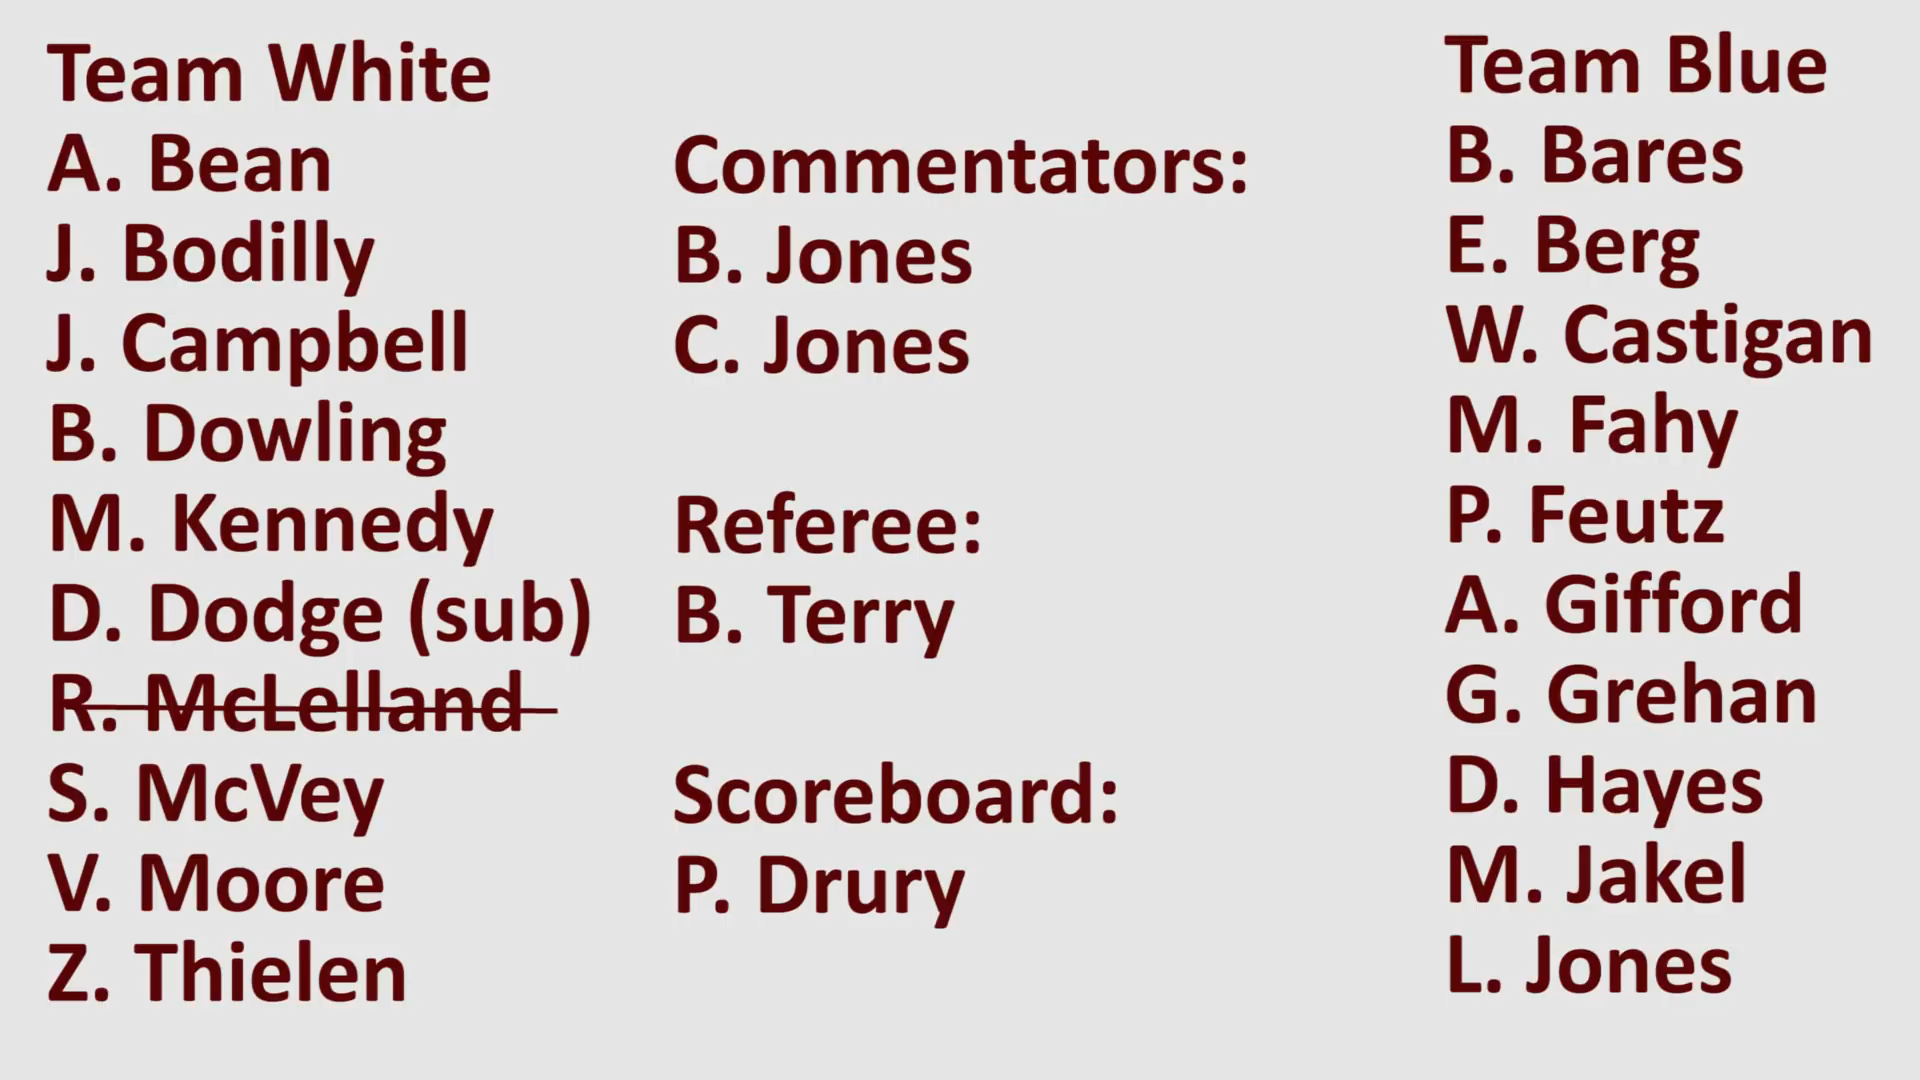 Team White
A. Bean
J. Bodilly
J. Campbell
B. Dowling
M. Kennedy
D. Dodge (sub)
R. McLelland
S. McVey
V. Moore
Z. Thielen
Commentators:
B. Jones
C. Jones
Referee:
B. Terry
Scoreboard:
P. Drury
Team Blue
B. Bares
E. Berg
W. Castigan
M. Fahy
P. Feutz
A. Gifford
G. Grehan
D. Hayes
M. Jakel
L. Jones